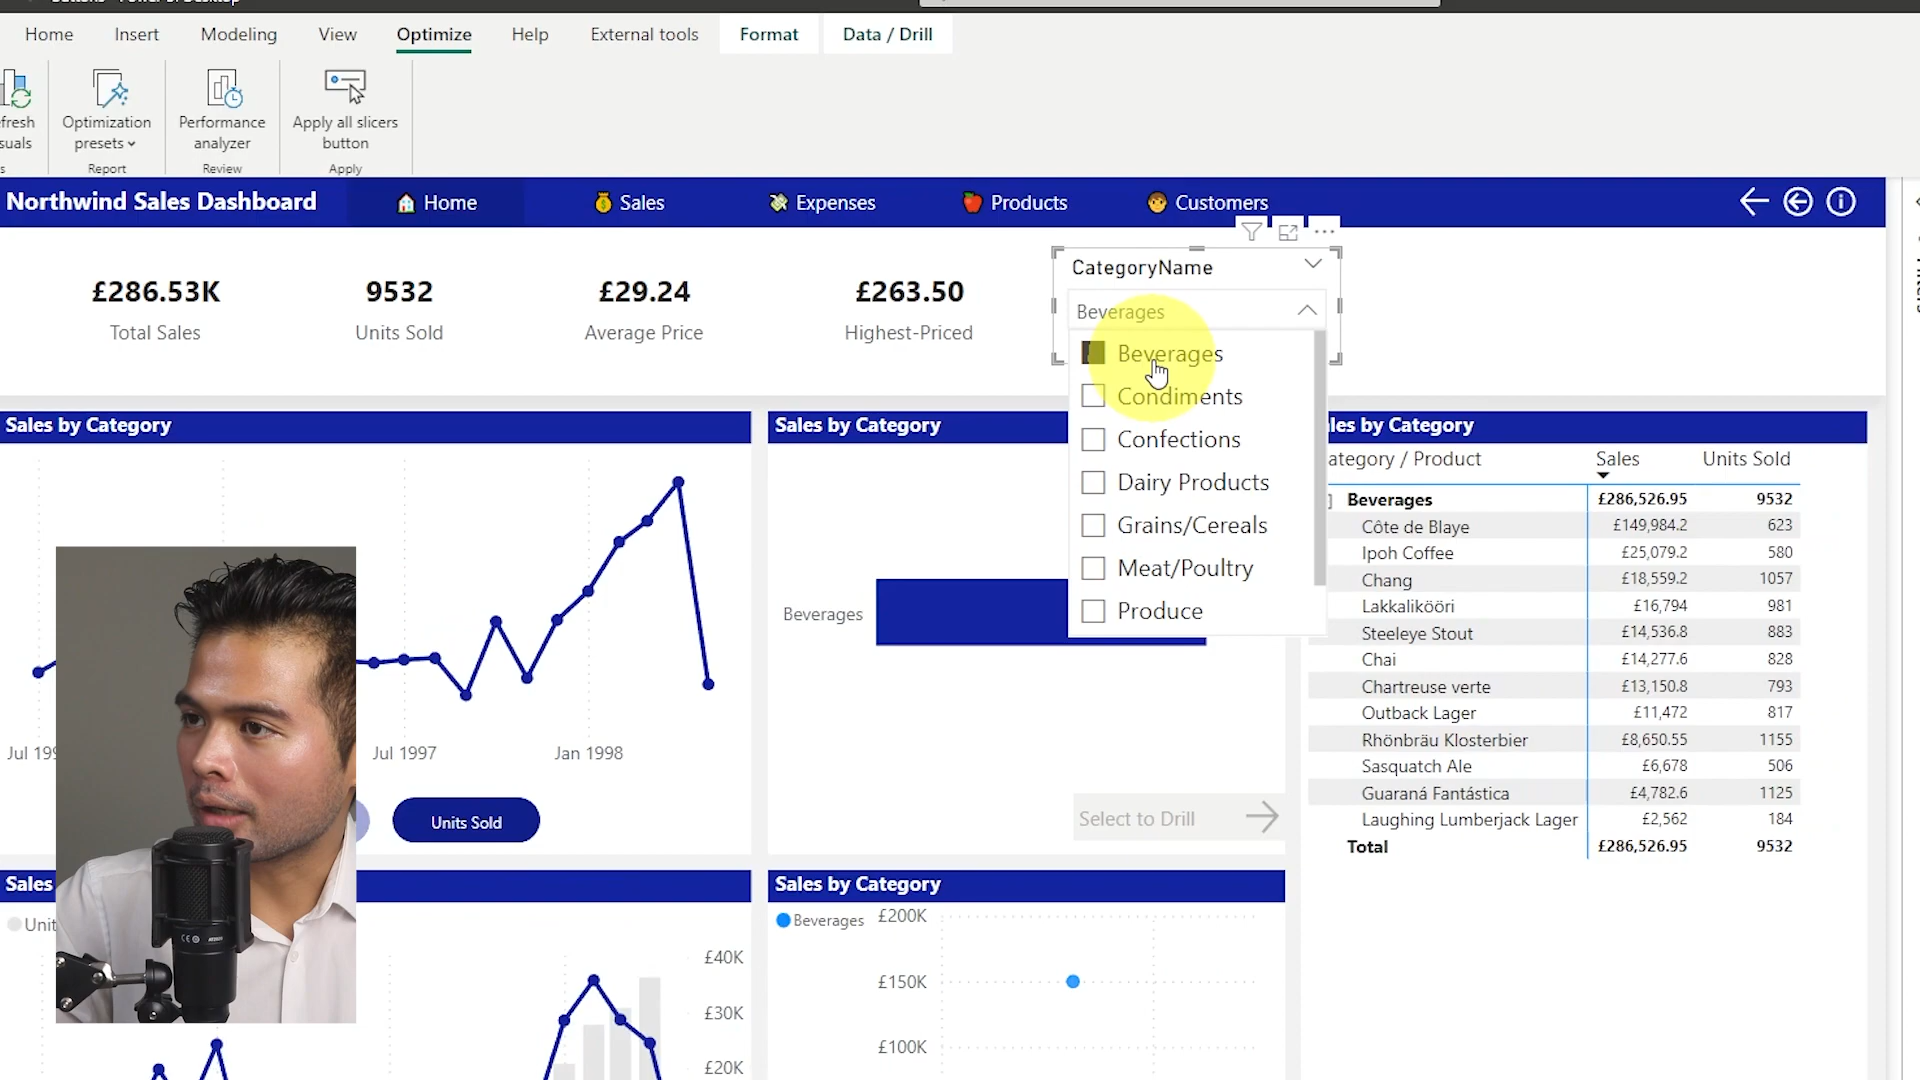 Home Insert Modeling View Optimize Help External tools Format Data / Drill
Optimization Performance Apply all slicers
presets analyzer button
Report Review Apply
Northwind Sales Dashboard Home Sales Expenses Products Customers
£286.53K 9532 £29.24 £263.50
Total Sales Units Sold Average Price Highest-Priced
CategoryName
Beverages
Beverages
Condiments
Confections
Dairy Products
Grains/Cereals
Meat/Poultry
Produce
Sales by Category
Jul 1997 Jan 1998
Units Sold
Sales by Category
Beverages
Select to Drill
by Category
/ Product Sales Units Sold
Beverages £286,526.95 9532
Côte de Blaye £149,984.2 623
Ipoh Coffee £25,079.2 580
Chang £18,559.2 1057
Lakkalikööri £16,794 981
Steeleye Stout £14,536.8 883
Chai £14,277.6 828
Chartreuse verte £13,150.8 793
Outback Lager £11,472 817
Rhönbräu Klosterbier £8,650.55 1155
Sasquatch Ale £6,678 506
Guaraná Fantástica £4,782.6 1125
Laughing Lumberjack Lager £2,562 184
Total £286,526.95 9532
Sales
£40K
£30K
£20K
Sales by Category
Beverages
£200K
£150K
£100K